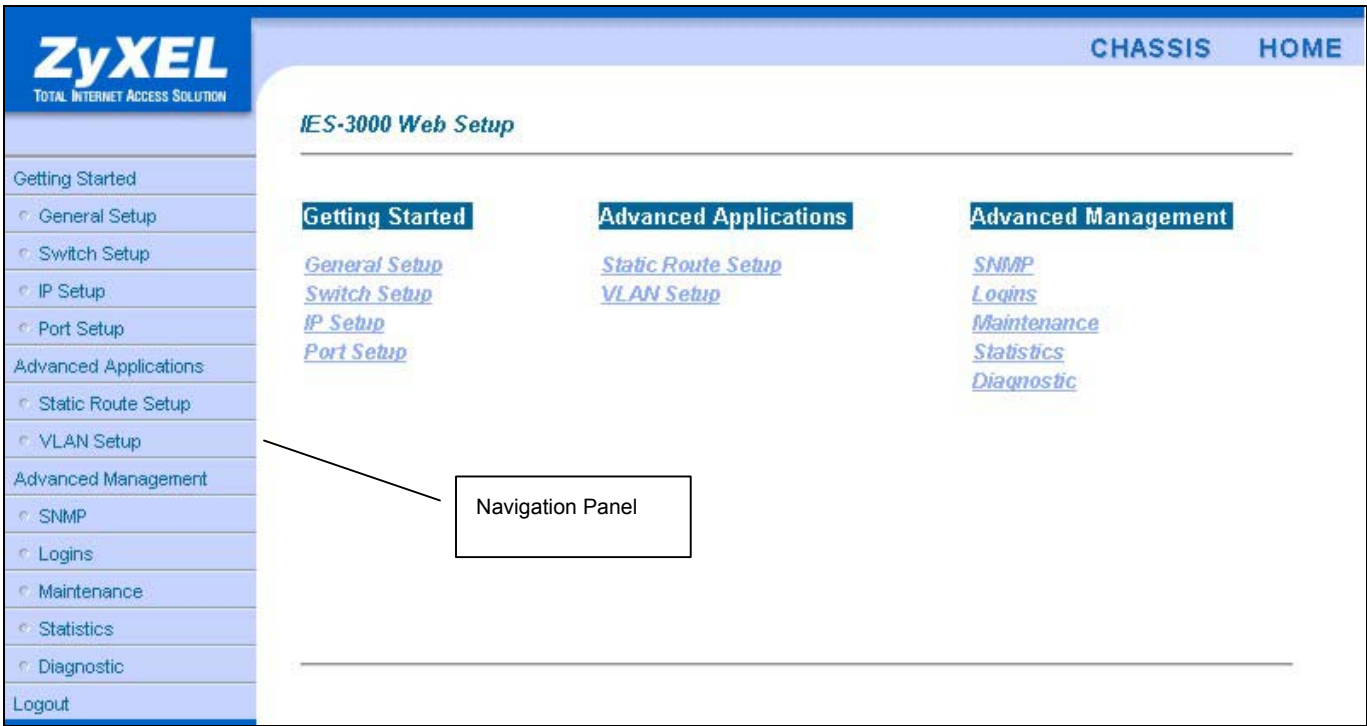 ZyXEL
TOTAL INTERNET ACCESS SOLUTION
CHASSIS HOME
IES-3000 Web Setup
Getting Started
General Setup
Switch Setup
IP Setup
Port Setup
Advanced Applications
Static Route Setup
VLAN Setup
Advanced Management
SNMP
Logins
Maintenance
Statistics
Diagnostic
Logout
Getting Started
General Setup
Switch Setup
IP Setup
Port Setup
Advanced Applications
Static Route Setup
VLAN Setup
Advanced Management
SNMP
Logins
Maintenance
Statistics
Diagnostic
Navigation Panel